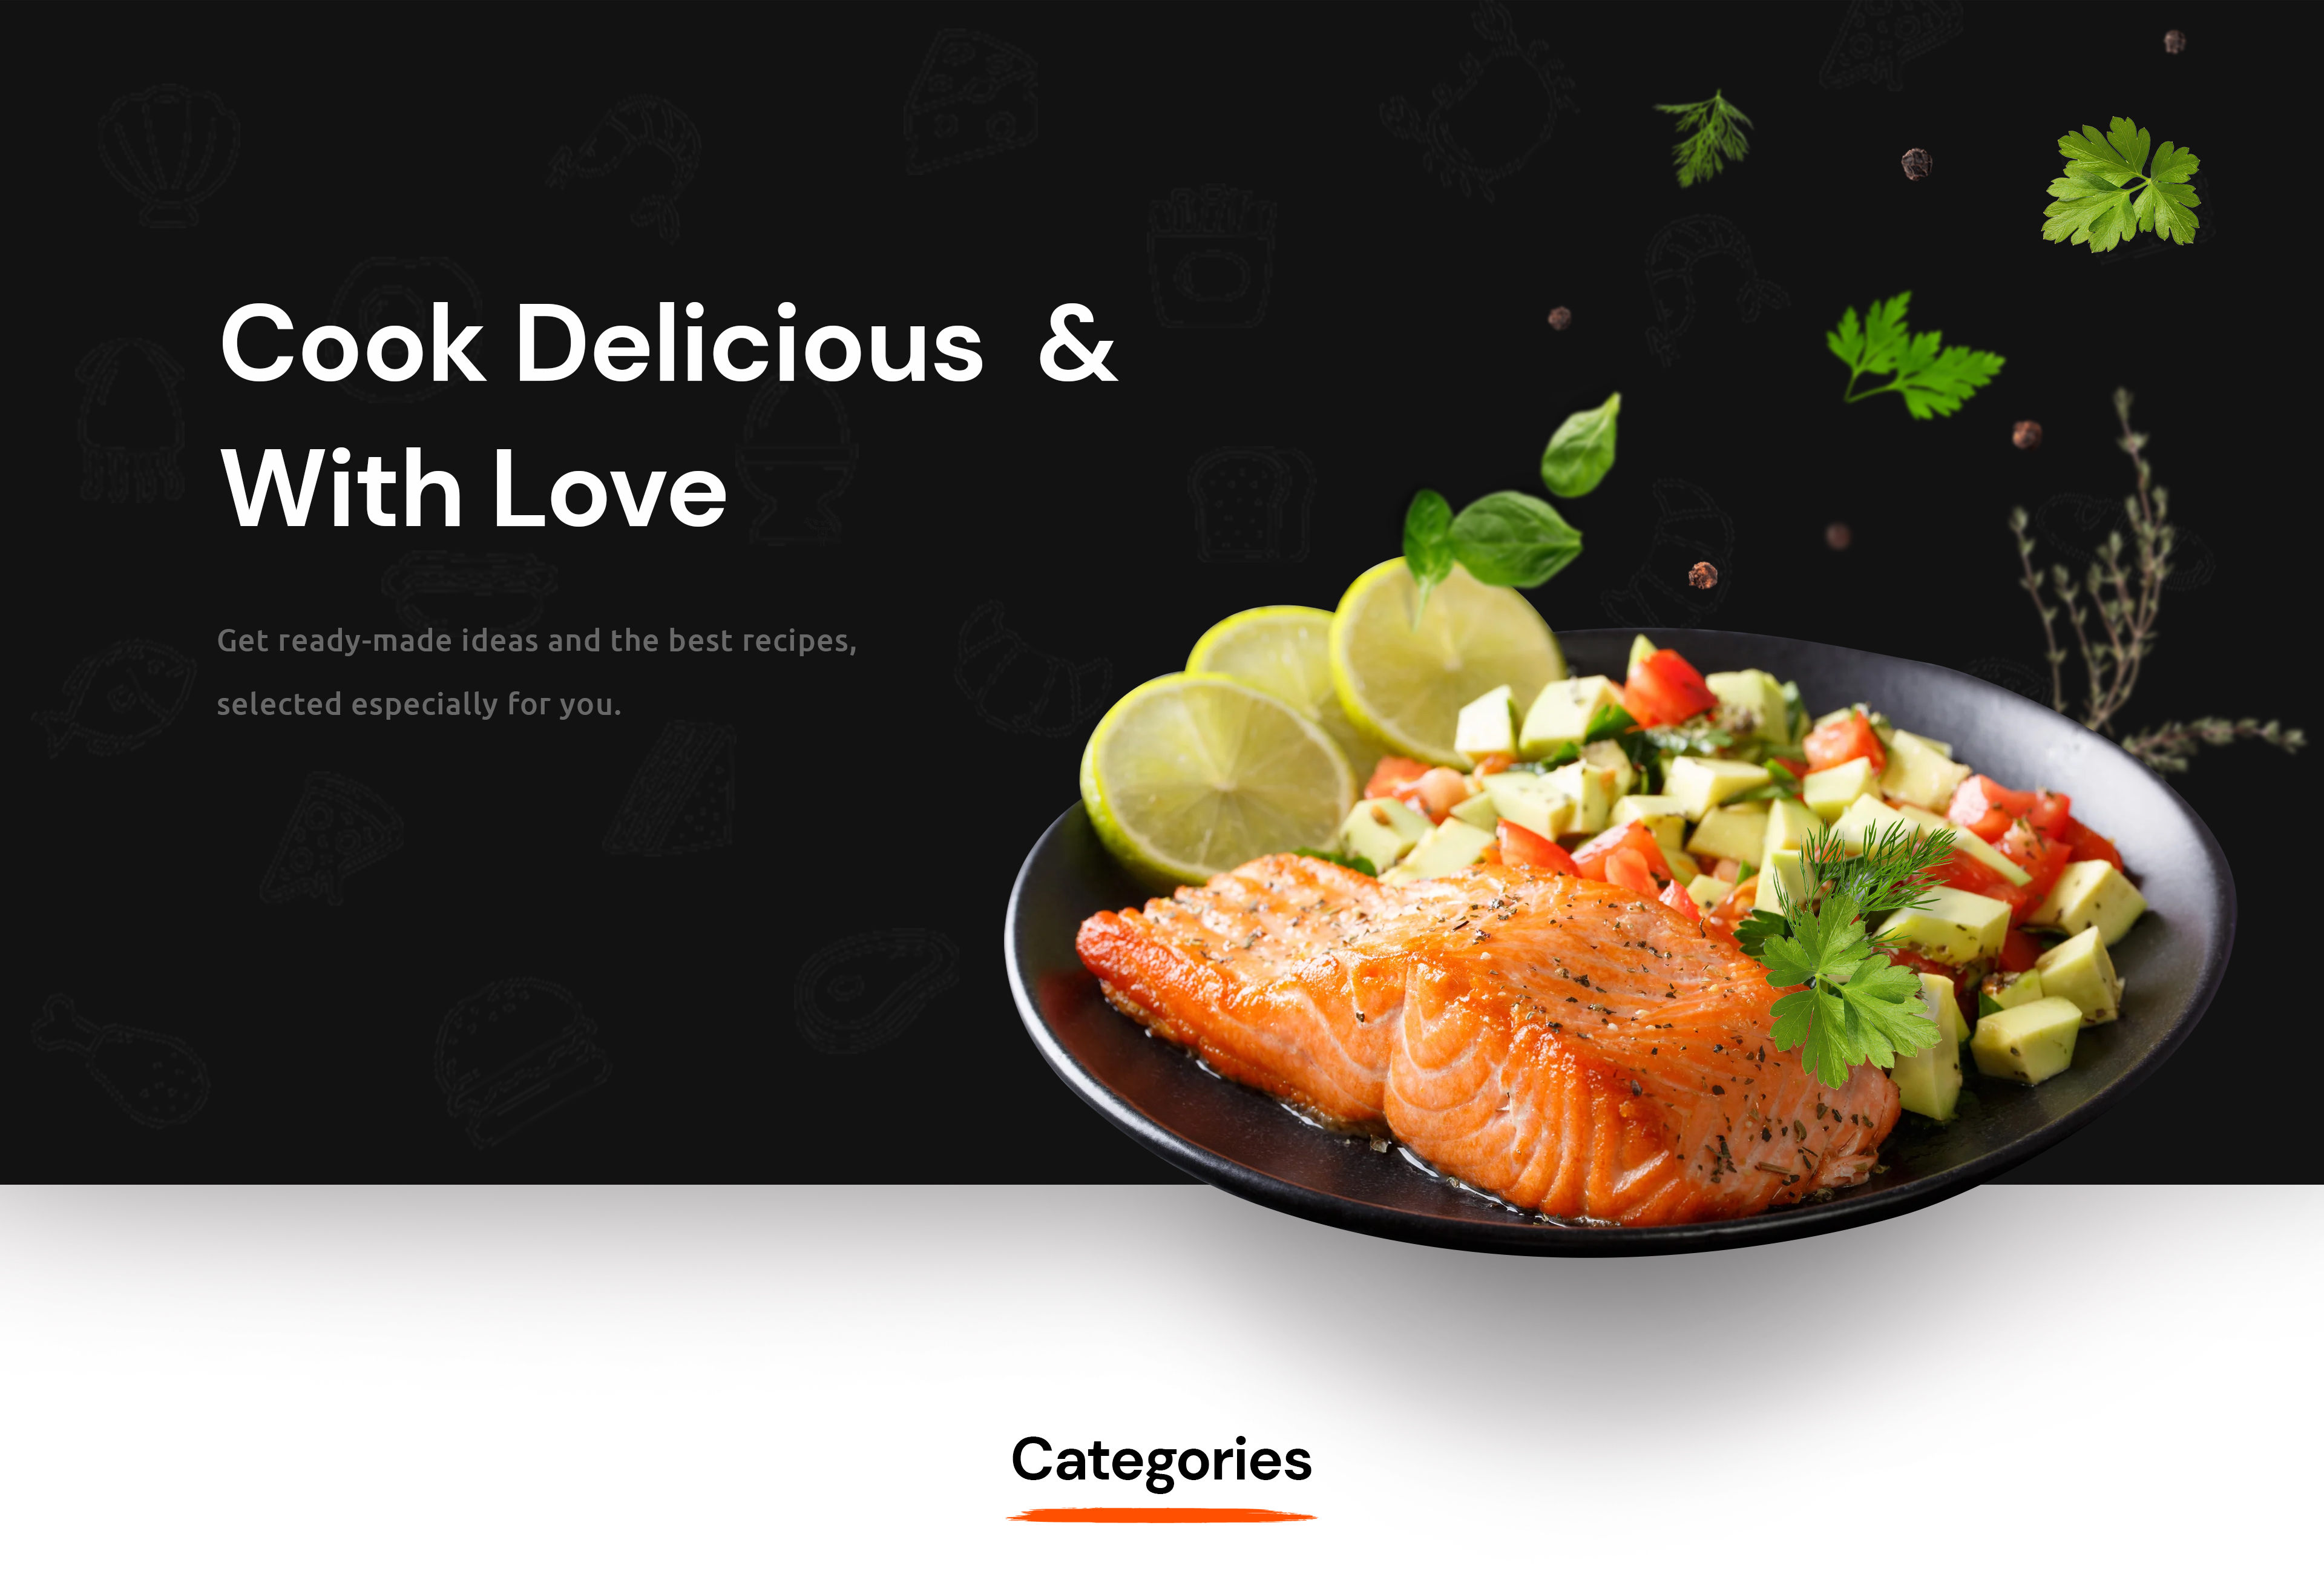 Cook Delicious &
With Love
Get ready-made ideas and the best recipes,
selected especially for you.
Categories